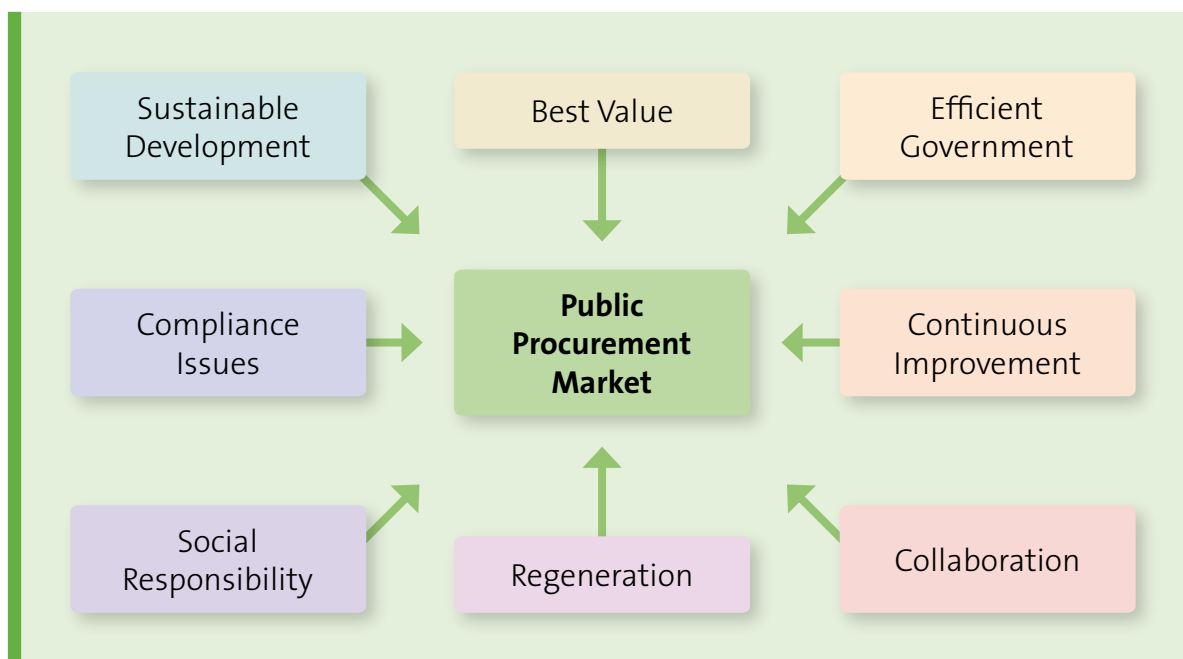 Sustainable
Development
Best Value
Efficient
Government
Compliance
Issues
Public
Procurement
Market
Continuous
Improvement
Social
Responsibility
Regeneration
Collaboration